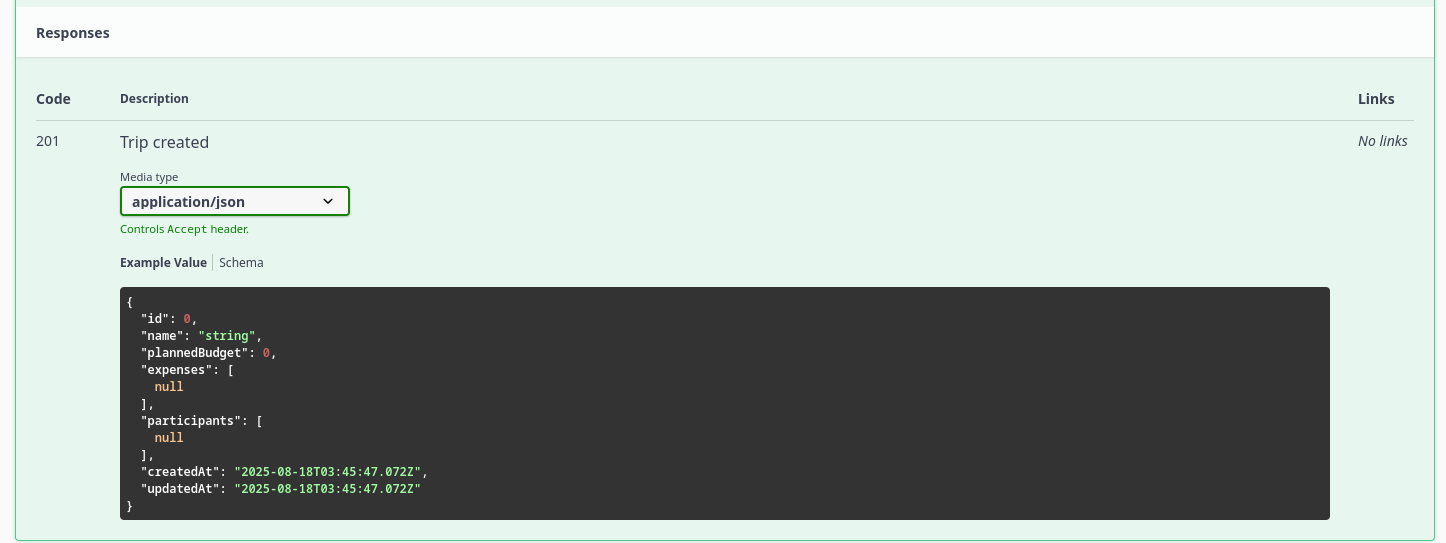 Responses
Code Description Links
201 Trip created No links
Media type
application/json
Controls Accept header.
Example Value Schema
{
  "id": 0,
  "name": "string",
  "plannedBudget": 0,
  "expenses": [
    null
  ],
  "participants": [
    null
  ],
  "createdAt": "2025-08-18T03:45:47.072Z",
  "updatedAt": "2025-08-18T03:45:47.072Z"
}